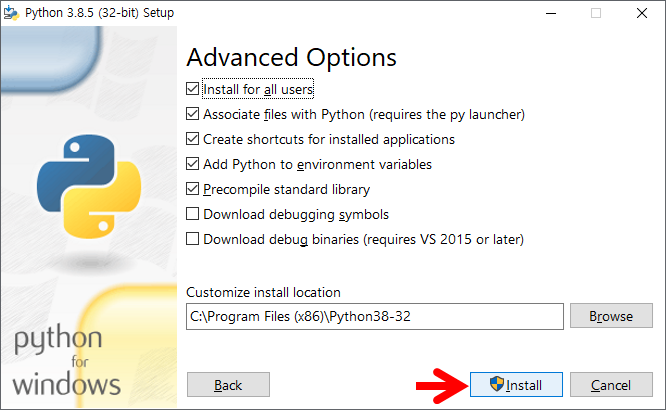 Python 3.8.5 (32-bit) Setup
Advanced Options
Install for all users
Associate files with Python (requires the py launcher)
Create shortcuts for installed applications
Add Python to environment variables
Precompile standard library
Download debugging symbols
Download debug binaries (requires VS 2015 or later)
Customize install location
C:\Program Files (x86)\Python38-32
Browse
python
for
windows
Back
Install
Cancel